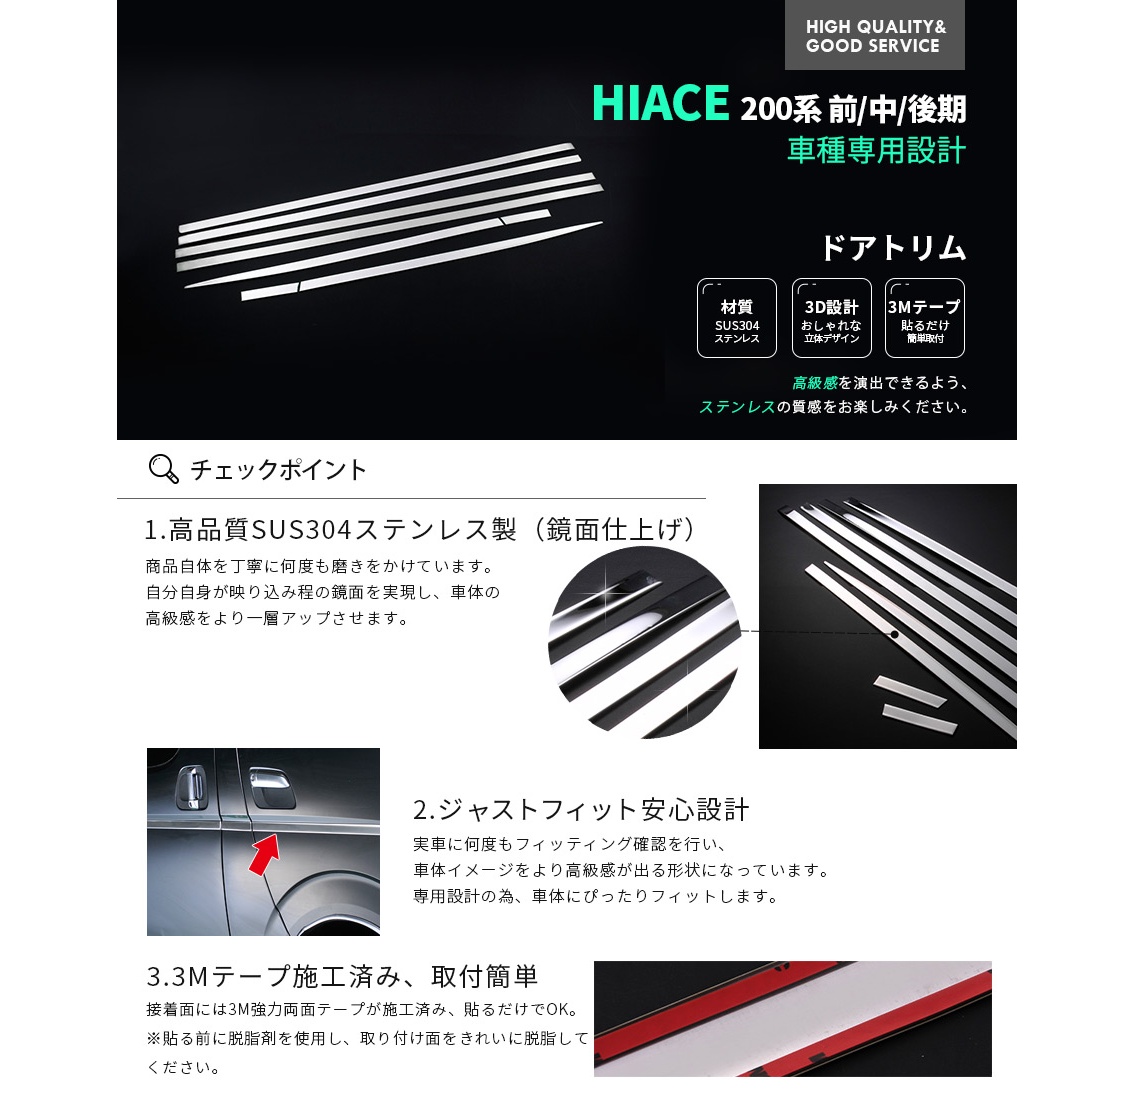 HIGH QUALITY&
GOOD SERVICE
HIACE 200系 前/中/後期
車種専用設計
ドアトリム
材質
SUS304
ステンレス
3D設計
おしゃれな
立体デザイン
3Mテープ
貼るだけ
簡単取付
高級感を演出できるよう、
ステンレスの質感をお楽しみください。
チェックポイント
1.高品質SUS304ステンレス製（鏡面仕上げ）
商品自体を丁寧に何度も磨きをかけています。
自分自身が映り込み程の鏡面を実現し、車体の
高級感をより一層アップさせます。
2.ジャストフィット安心設計
実車に何度もフィッティング確認を行い、
車体イメージをより高級感が出る形状になっています。
専用設計の為、車体にぴったりフィットします。
3.3Mテープ施工済み、取付簡単
接着面には3M強力両面テープが施工済み、貼るだけでOK。
※貼る前に脱脂剤を使用し、取り付け面をきれいに脱脂して
ください。